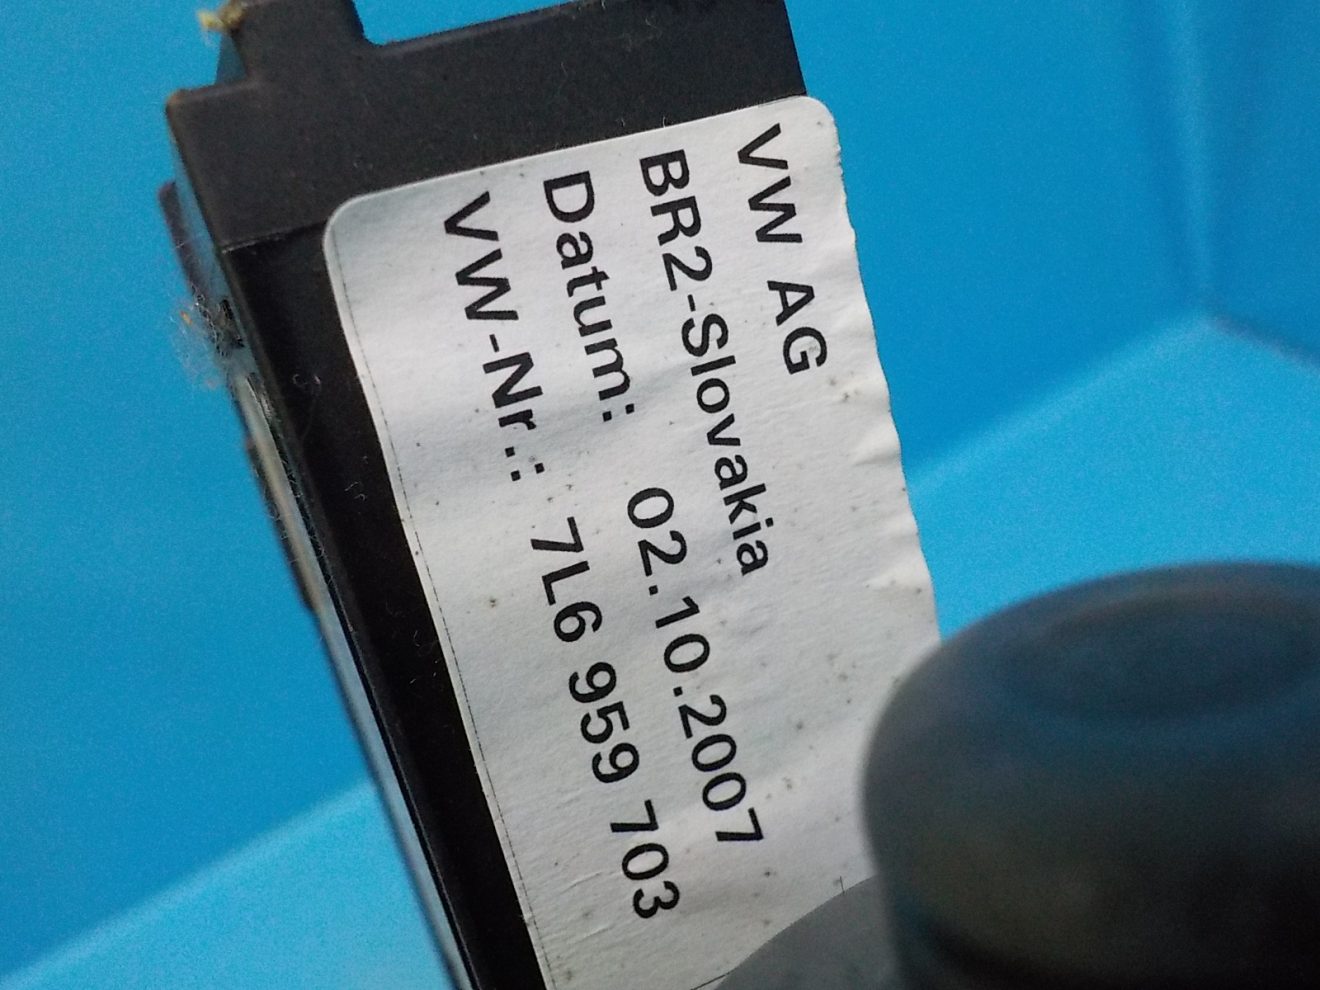 VW AG
BR2-Slovakia
Datum: 02.10.2007
VW-Nr.: 7L6 959 703